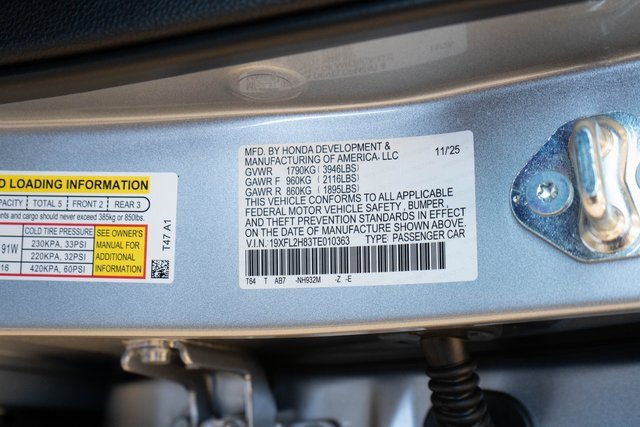 MFD. BY HONDA DEVELOPMENT &
MANUFACTURING OF AMERICA, LLC 11/25
GVWR 1790KG (3946LBS)
GAWR F 960KG (2116LBS)
GAWR R 860KG (1895LBS)
THIS VEHICLE CONFORMS TO ALL APPLICABLE
FEDERAL MOTOR VEHICLE SAFETY, BUMPER,
AND THEFT PREVENTION STANDARDS IN EFFECT
ON THE DATE OF MANUFACTURE SHOWN ABOVE.
V.I.N: 19XFL2H83TE010363 TYPE: PASSENGER CAR
T64 T AB7 -NH932M -Z -E
D LOADING INFORMATION
PACITY TOTAL 5 FRONT 2 REAR 3
nts and cargo should never exceed 385kg or 850lbs.
COLD TIRE PRESSURE
91W 230KPA, 33PSI
220KPA, 32PSI
16 420KPA, 60PSI
SEE OWNER'S
MANUAL FOR
ADDITIONAL
INFORMATION
T47 A1